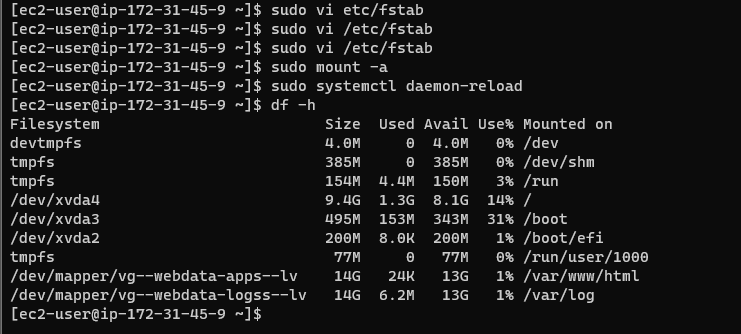 [ec2-user@ip-172-31-45-9 ~]$ sudo vi etc/fstab
[ec2-user@ip-172-31-45-9 ~]$ sudo vi /etc/fstab
[ec2-user@ip-172-31-45-9 ~]$ sudo vi /etc/fstab
[ec2-user@ip-172-31-45-9 ~]$ sudo mount -a
[ec2-user@ip-172-31-45-9 ~]$ sudo systemctl daemon-reload
[ec2-user@ip-172-31-45-9 ~]$ df -h
Filesystem                          Size  Used Avail Use% Mounted on
devtmpfs                            4.0M     0  4.0M   0% /dev
tmpfs                               385M     0  385M   0% /dev/shm
tmpfs                               154M  4.4M  150M   3% /run
/dev/xvda4                          9.4G  1.3G  8.1G  14% /
/dev/xvda3                          495M  153M  343M  31% /boot
/dev/xvda2                          200M  8.0K  200M   1% /boot/efi
tmpfs                                77M     0   77M   0% /run/user/1000
/dev/mapper/vg--webdata-apps--lv     14G   24K   13G   1% /var/www/html
/dev/mapper/vg--webdata-logss--lv    14G  6.2M   13G   1% /var/log
[ec2-user@ip-172-31-45-9 ~]$